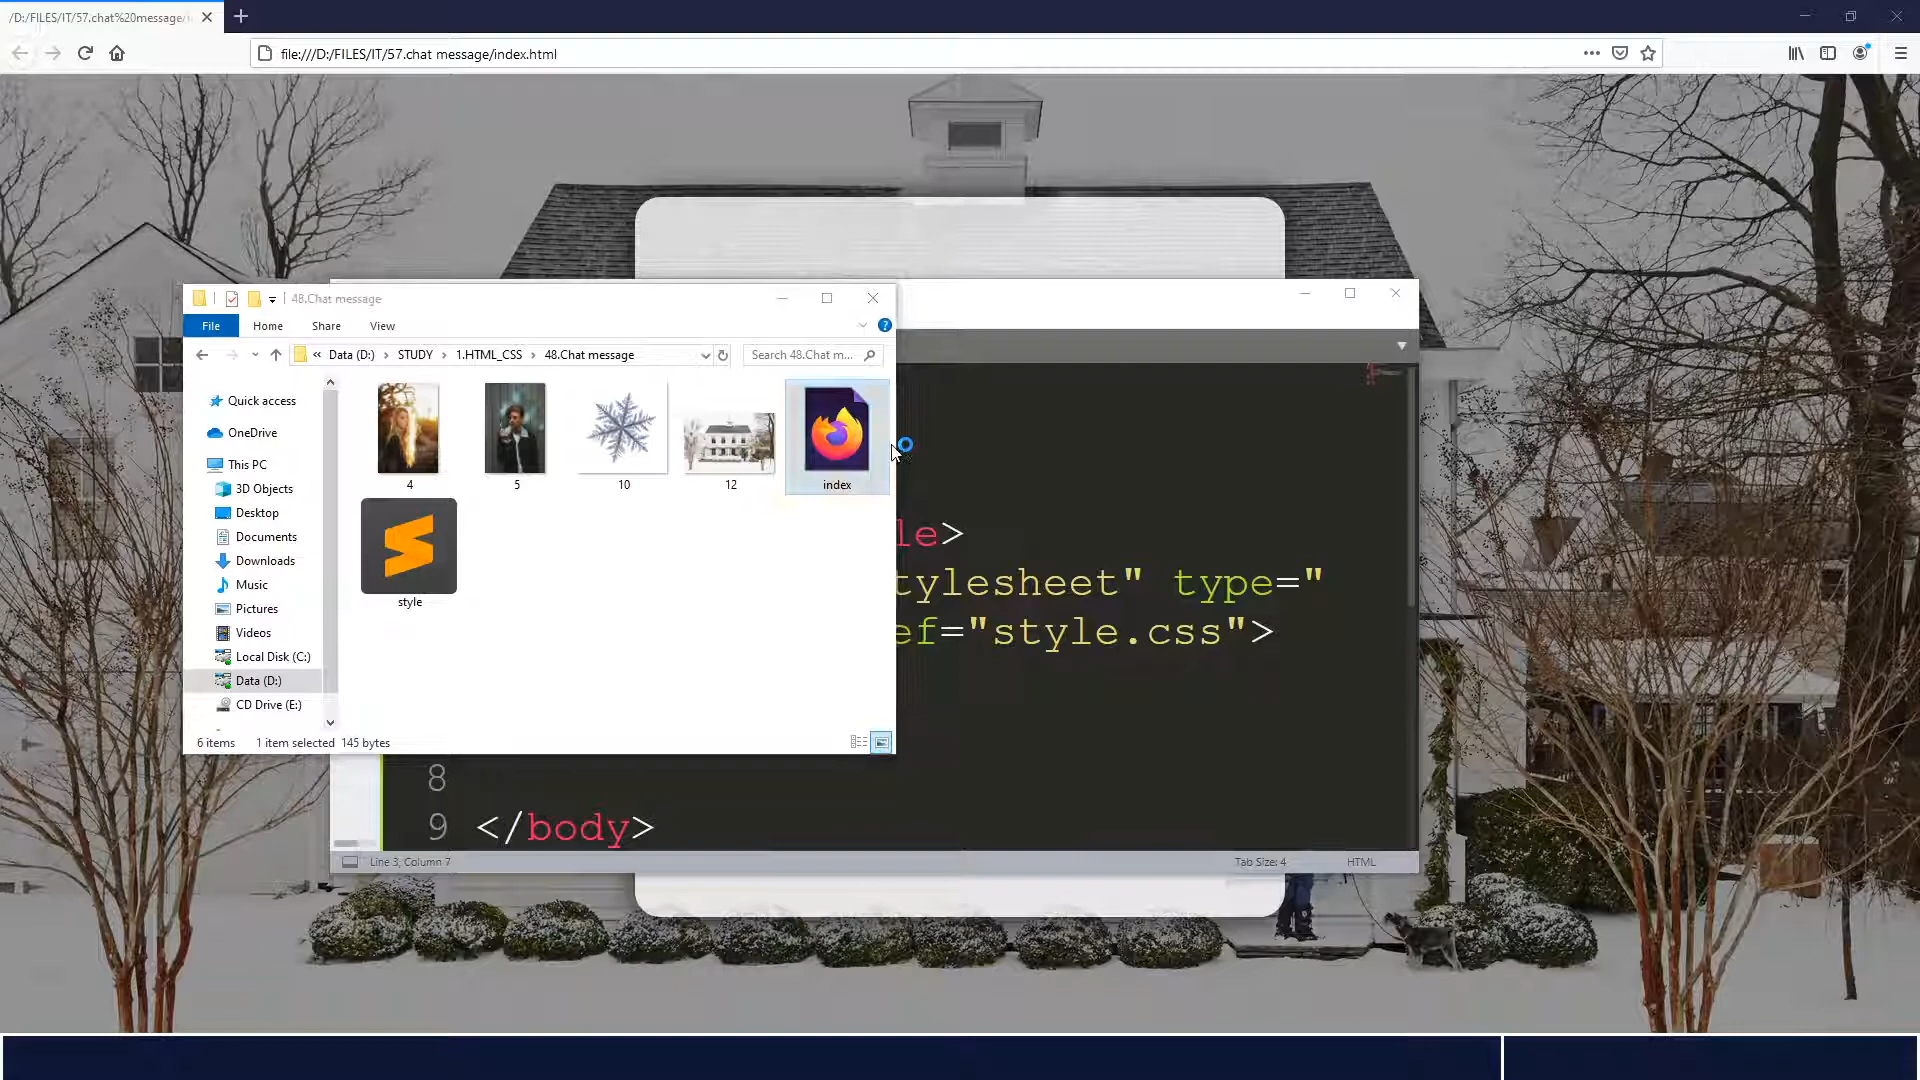 /D:/FILES/IT/57.chat%20message/i
file:///D:/FILES/IT/57.chat message/index.html
48.Chat message
File Home Share View
« Data (D:) › STUDY › 1.HTML_CSS › 48.Chat message
Search 48.Chat m...
Quick access
OneDrive
This PC
3D Objects
Desktop
Documents
Downloads
Music
Pictures
Videos
Local Disk (C:)
Data (D:)
CD Drive (E:)
4
5
10
12
index
style
6 items 1 item selected 145 bytes
le>
tylesheet" type="
ef="style.css">
8
9 </body>
Line 3, Column 7
Tab Size: 4
HTML